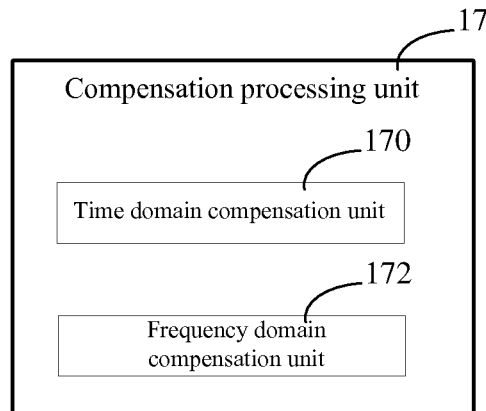 17
Compensation processing unit
170
Time domain compensation unit
172
Frequency domain
compensation unit